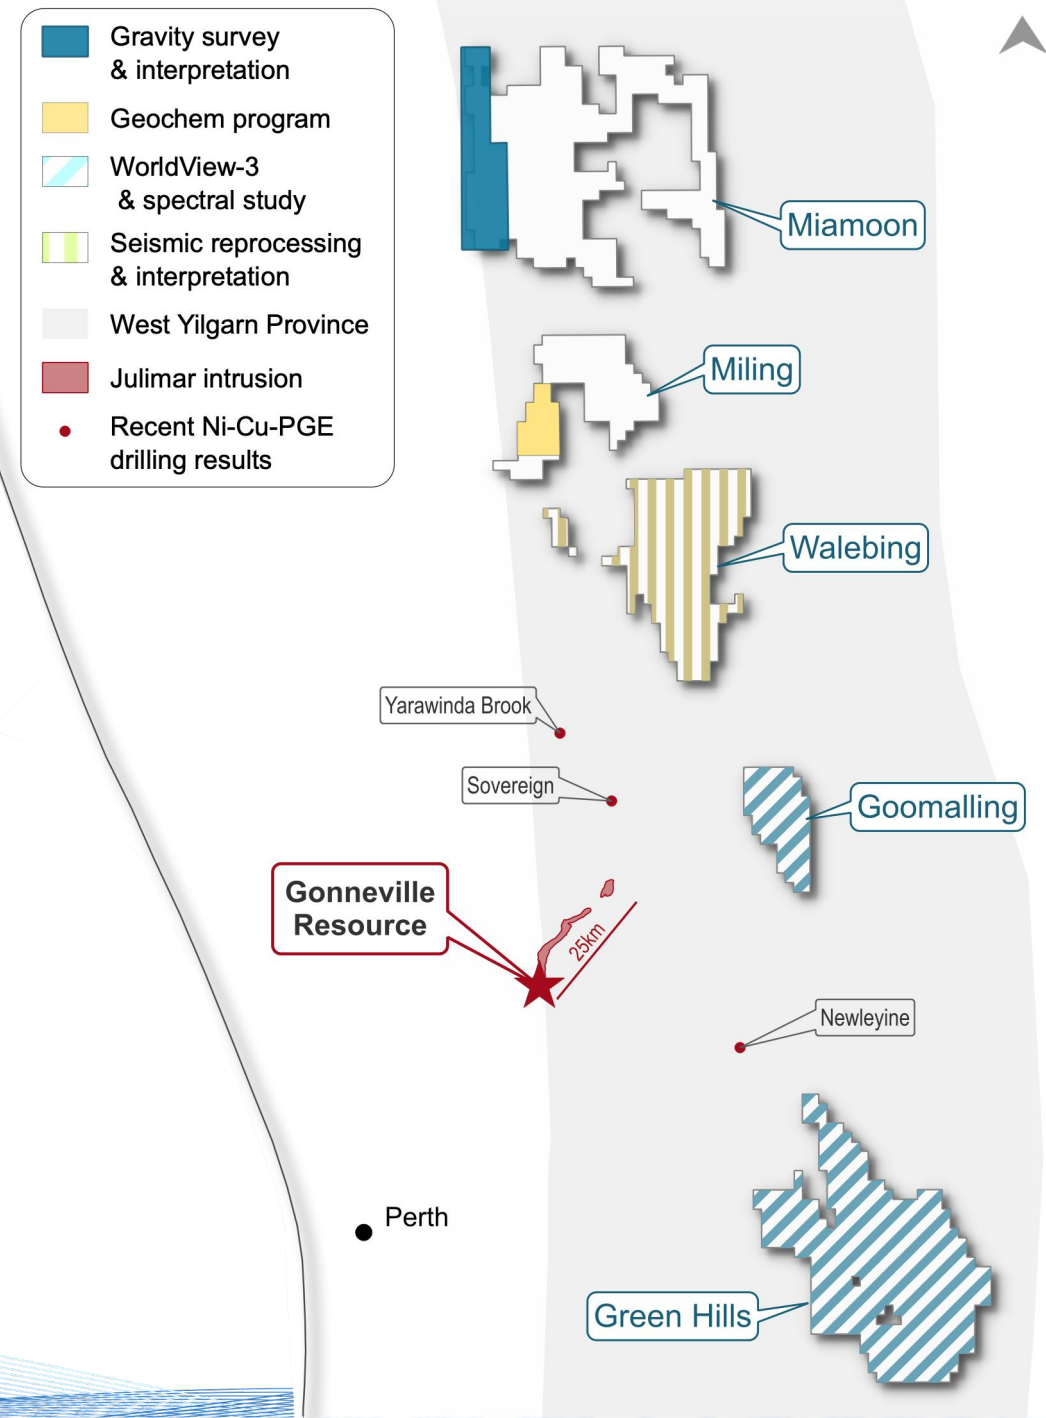 Gravity survey
& interpretation
Geochem program
WorldView-3
& spectral study
Seismic reprocessing
& interpretation
West Yilgarn Province
Julimar intrusion
Recent Ni-Cu-PGE
drilling results
Miamoon
Miling
Walebing
Yarawinda Brook
Sovereign
Goomalling
Gonneville
Resource
25km
Newleyine
Perth
Green Hills